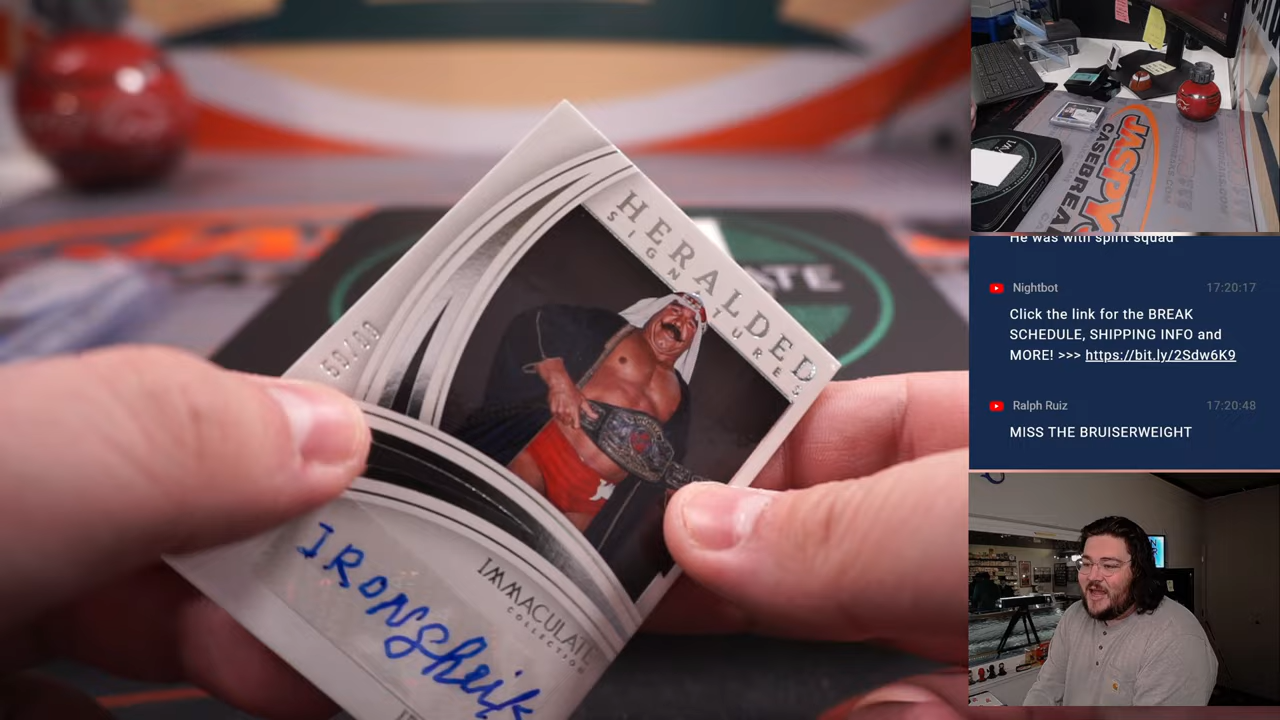 HERALDED
SIGNATURES
IMMACULATE
COLLECTION
IRONSheik
JASPYS
CASEBREA
He was with spirit squad
Nightbot
17:20:17
Click the link for the BREAK
SCHEDULE, SHIPPING INFO and
MORE! >>> https://bit.ly/2Sdw6K9
Ralph Ruiz
17:20:48
MISS THE BRUISERWEIGHT